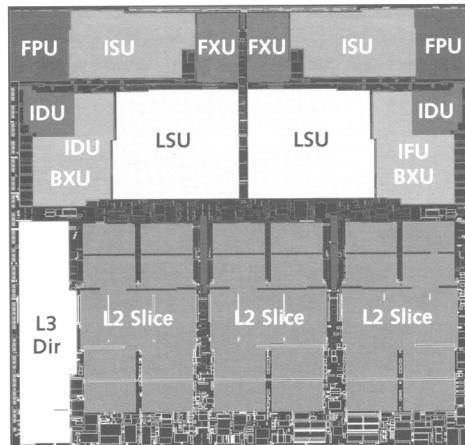 FPU ISU FXU FXU ISU FPU
IDU LSU LSU IDU
IDU IFU
BXU BXU
L3 L2 Slice L2 Slice L2 Slice
Dir